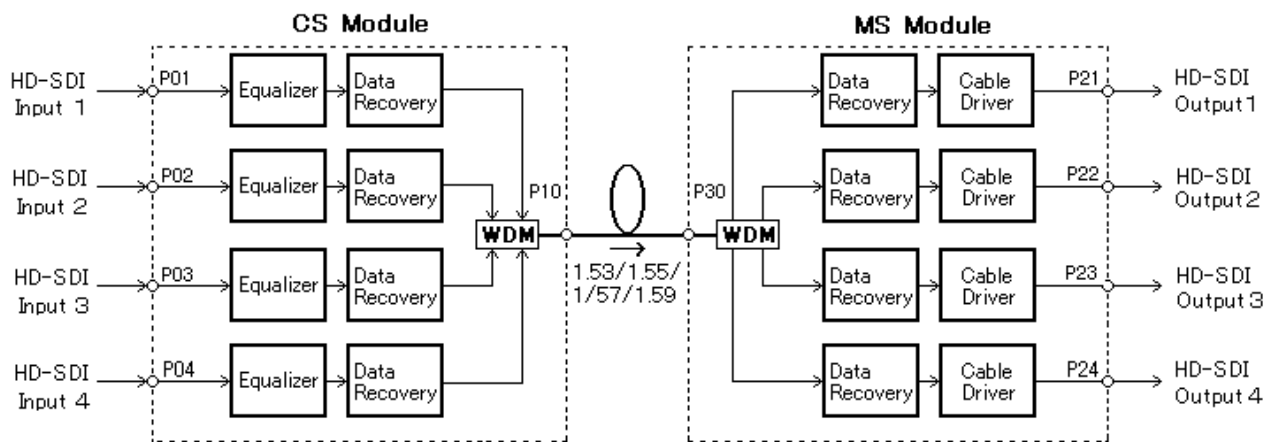 CS Module
MS Module
HD-SDI
Input 1
P01
Equalizer
Data
Recovery
Data
Recovery
Cable
Driver
P21
HD-SDI
Output1
HD-SDI
Input 2
P02
Equalizer
Data
Recovery
P10
P30
Data
Recovery
Cable
Driver
P22
HD-SDI
Output2
WDM
WDM
1.53/1.55/
1/57/1.59
HD-SDI
Input 3
P03
Equalizer
Data
Recovery
Data
Recovery
Cable
Driver
P23
HD-SDI
Output3
HD-SDI
Input 4
P04
Equalizer
Data
Recovery
Data
Recovery
Cable
Driver
P24
HD-SDI
Output4